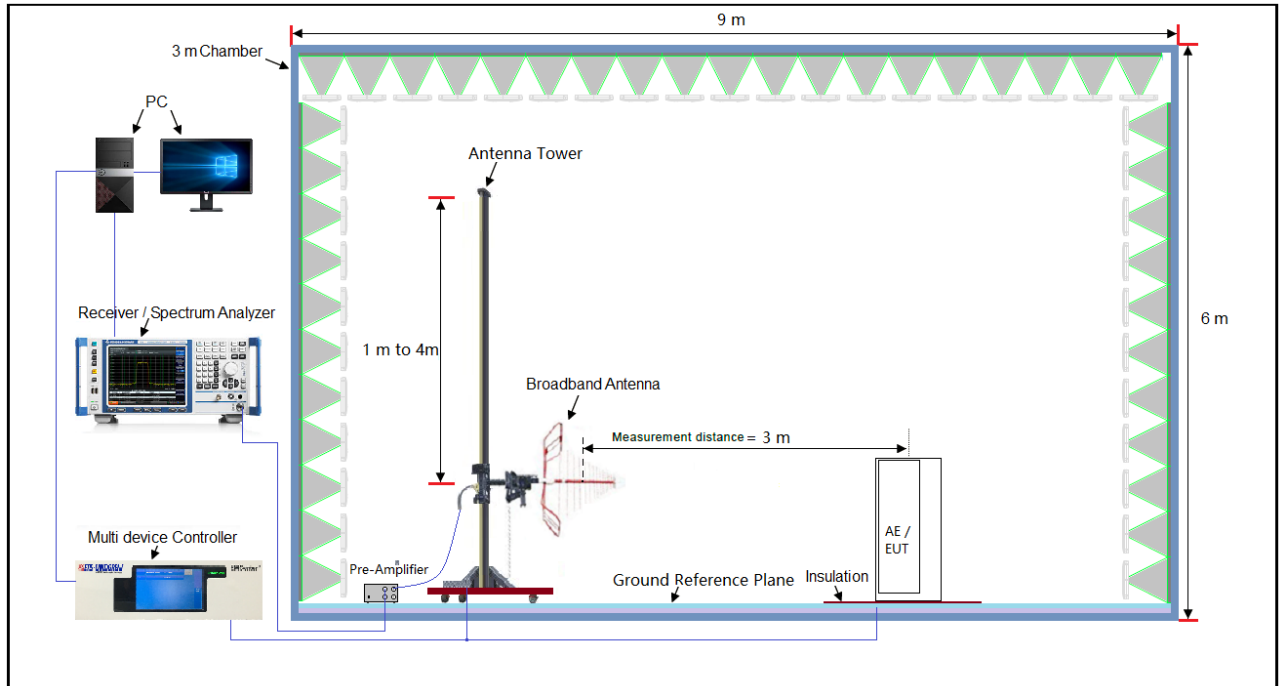 9 m
3 m Chamber
PC
Antenna Tower
Receiver / Spectrum Analyzer
1 m to 4m
6 m
Broadband Antenna
Measurement distance = 3 m
AE /
EUT
Multi device Controller
Pre-Amplifier
Ground Reference Plane
Insulation